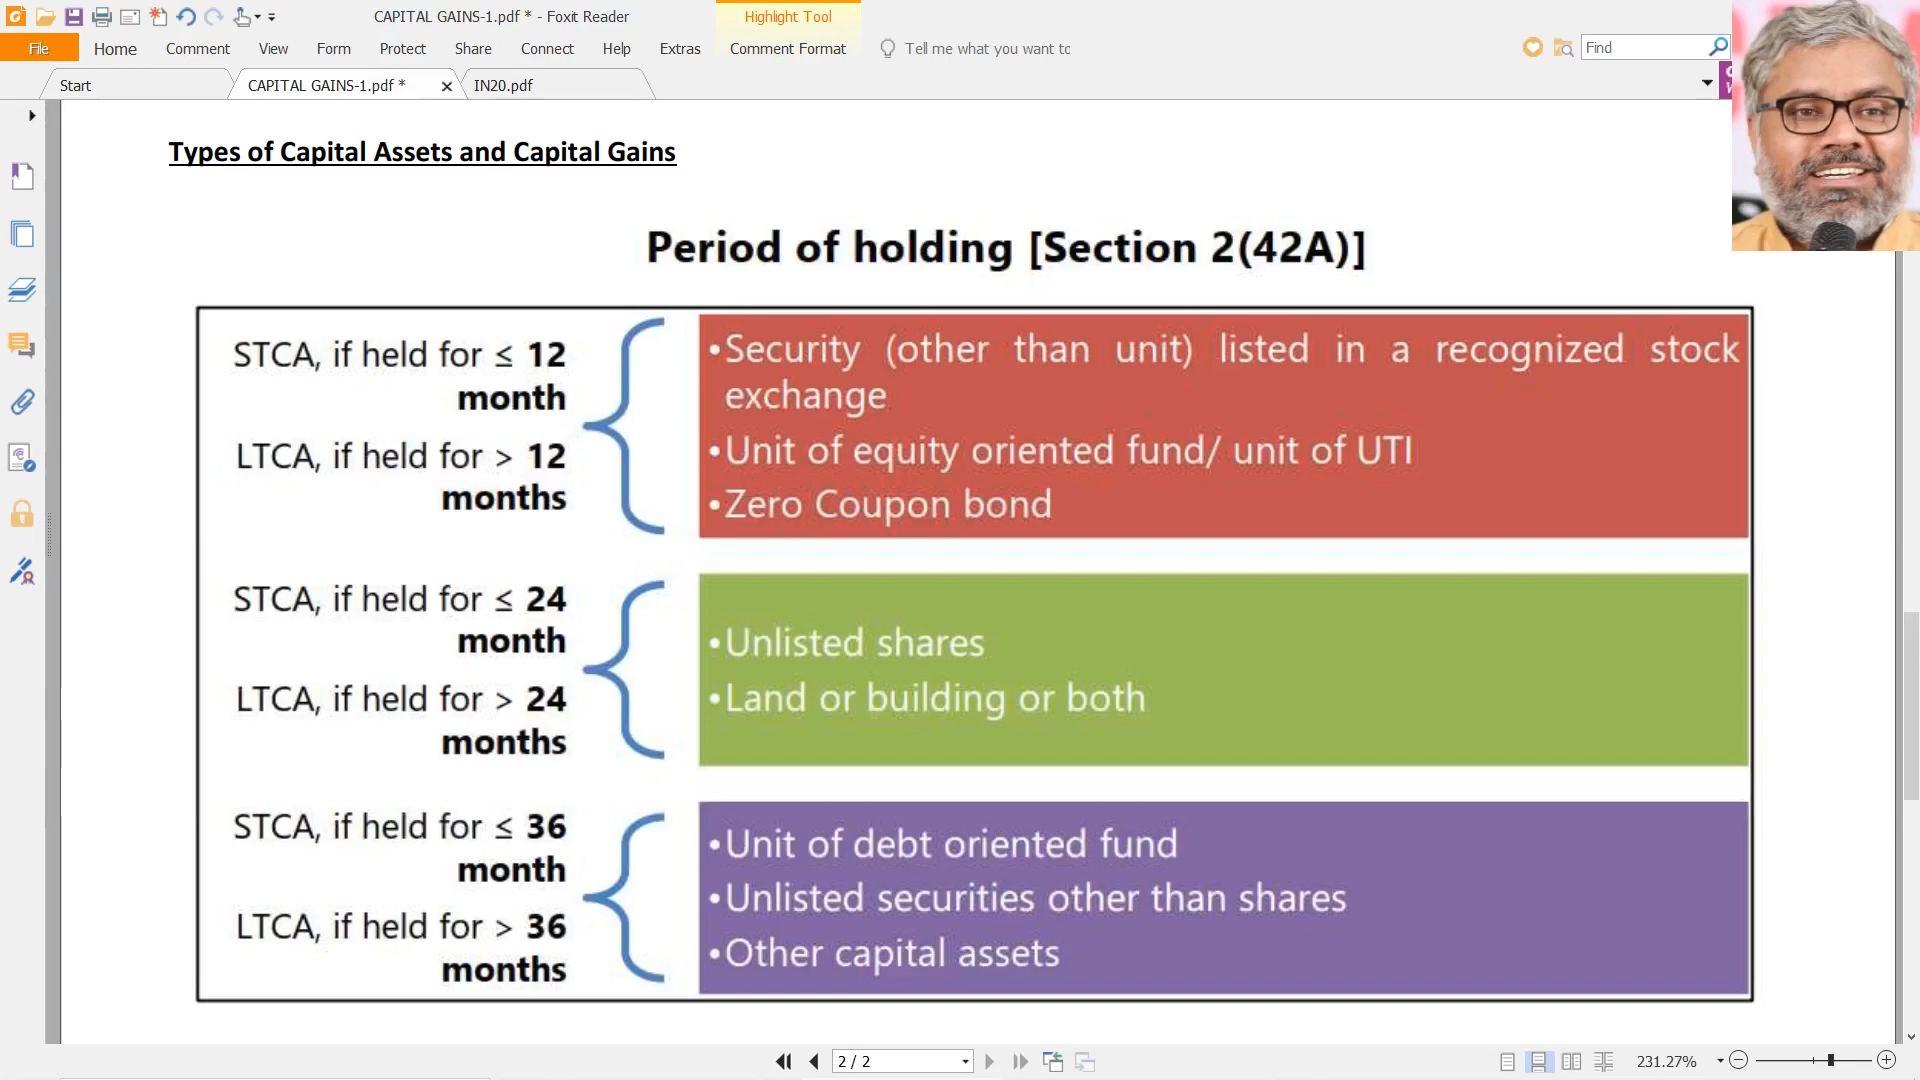 CAPITAL GAINS-1.pdf * - Foxit Reader
Highlight Tool
File Home Comment View Form Protect Share Connect Help Extras Comment Format Tell me what you want to Find
Start CAPITAL GAINS-1.pdf * IN20.pdf
Types of Capital Assets and Capital Gains
Period of holding [Section 2(42A)]
STCA, if held for ≤ 12
month
LTCA, if held for > 12
months
•Security (other than unit) listed in a recognized stock
exchange
•Unit of equity oriented fund/ unit of UTI
•Zero Coupon bond
STCA, if held for ≤ 24
month
LTCA, if held for > 24
months
•Unlisted shares
•Land or building or both
STCA, if held for ≤ 36
month
LTCA, if held for > 36
months
•Unit of debt oriented fund
•Unlisted securities other than shares
•Other capital assets
2 / 2
231.27%